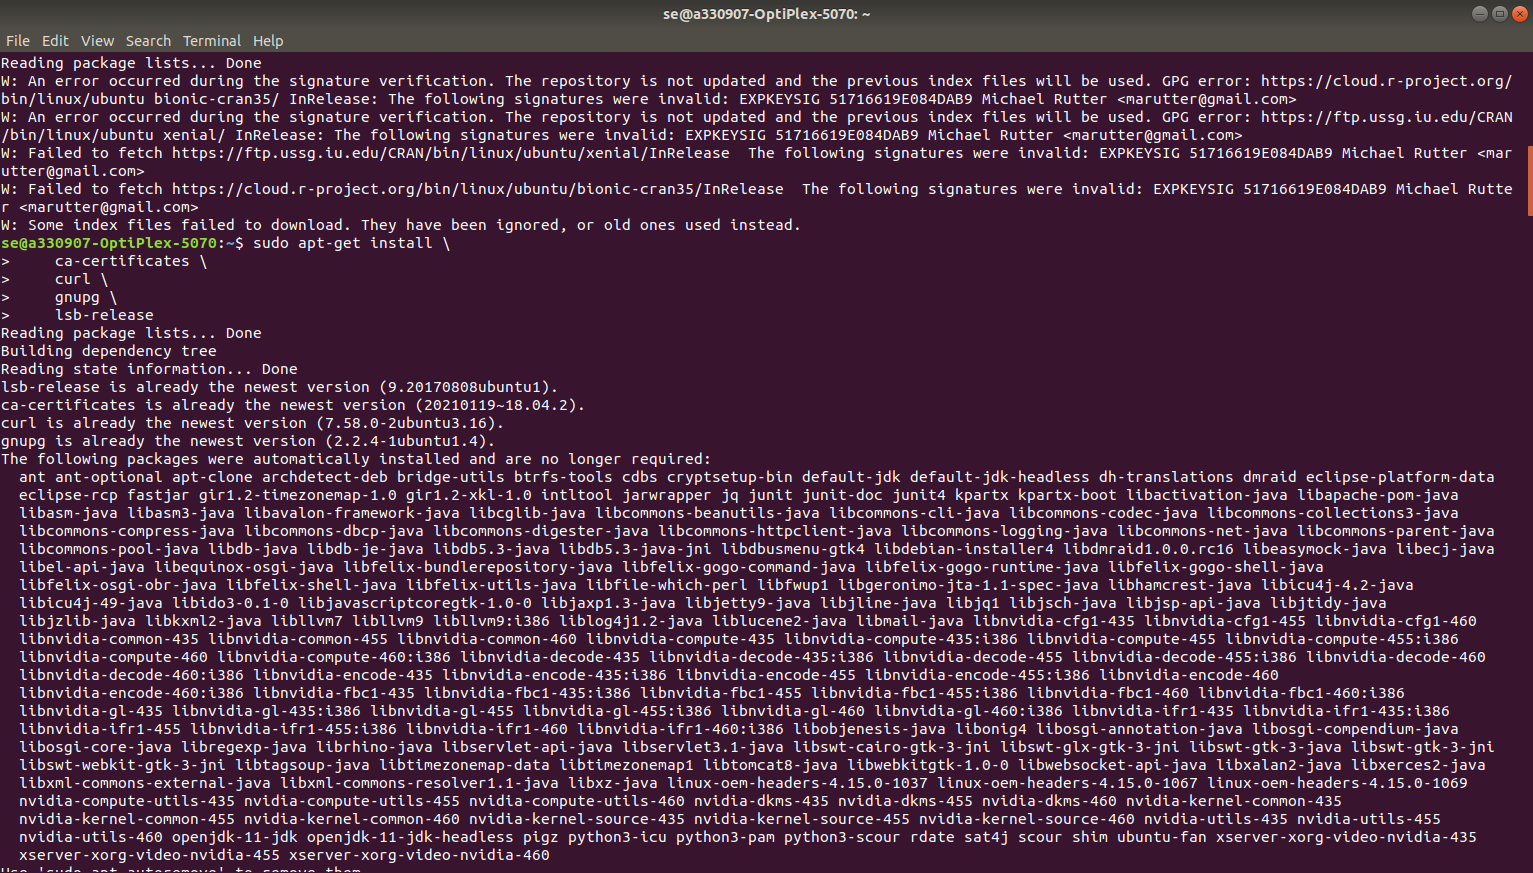 se@a330907-OptiPlex-5070: ~
File Edit View Search Terminal Help
Reading package lists... Done
W: An error occurred during the signature verification. The repository is not updated and the previous index files will be used. GPG error: https://cloud.r-project.org/
bin/linux/ubuntu bionic-cran35/ InRelease: The following signatures were invalid: EXPKEYSIG 51716619E084DAB9 Michael Rutter <marutter@gmail.com>
W: An error occurred during the signature verification. The repository is not updated and the previous index files will be used. GPG error: https://ftp.ussg.iu.edu/CRAN
/bin/linux/ubuntu xenial/ InRelease: The following signatures were invalid: EXPKEYSIG 51716619E084DAB9 Michael Rutter <marutter@gmail.com>
W: Failed to fetch https://ftp.ussg.iu.edu/CRAN/bin/linux/ubuntu/xenial/InRelease  The following signatures were invalid: EXPKEYSIG 51716619E084DAB9 Michael Rutter <mar
utter@gmail.com>
W: Failed to fetch https://cloud.r-project.org/bin/linux/ubuntu/bionic-cran35/InRelease  The following signatures were invalid: EXPKEYSIG 51716619E084DAB9 Michael Rutte
r <marutter@gmail.com>
W: Some index files failed to download. They have been ignored, or old ones used instead.
se@a330907-OptiPlex-5070:~$ sudo apt-get install \
>     ca-certificates \
>     curl \
>     gnupg \
>     lsb-release
Reading package lists... Done
Building dependency tree
Reading state information... Done
lsb-release is already the newest version (9.20170808ubuntu1).
ca-certificates is already the newest version (20210119~18.04.2).
curl is already the newest version (7.58.0-2ubuntu3.16).
gnupg is already the newest version (2.2.4-1ubuntu1.4).
The following packages were automatically installed and are no longer required:
  ant ant-optional apt-clone archdetect-deb bridge-utils btrfs-tools cdbs cryptsetup-bin default-jdk default-jdk-headless dh-translations dmraid eclipse-platform-data
  eclipse-rcp fastjar gir1.2-timezonemap-1.0 gir1.2-xkl-1.0 intltool jarwrapper jq junit junit-doc junit4 kpartx kpartx-boot libactivation-java libapache-pom-java
  libasm-java libasm3-java libavalon-framework-java libcglib-java libcommons-beanutils-java libcommons-cli-java libcommons-codec-java libcommons-collections3-java
  libcommons-compress-java libcommons-dbcp-java libcommons-digester-java libcommons-httpclient-java libcommons-logging-java libcommons-net-java libcommons-parent-java
  libcommons-pool-java libdb-java libdb-je-java libdb5.3-java libdb5.3-java-jni libdbusmenu-gtk4 libdebian-installer4 libdmraid1.0.0.rc16 libeasymock-java libecj-java
  libel-api-java libequinox-osgi-java libfelix-bundlerepository-java libfelix-gogo-command-java libfelix-gogo-runtime-java libfelix-gogo-shell-java
  libfelix-osgi-obr-java libfelix-shell-java libfelix-utils-java libfile-which-perl libfwup1 libgeronimo-jta-1.1-spec-java libhamcrest-java libicu4j-4.2-java
  libicu4j-49-java libido3-0.1-0 libjavascriptcoregtk-1.0-0 libjaxp1.3-java libjetty9-java libjline-java libjq1 libjsch-java libjsp-api-java libjtidy-java
  libjzlib-java libkxml2-java libllvm7 libllvm9 libllvm9:i386 liblog4j1.2-java liblucene2-java libmail-java libnvidia-cfg1-435 libnvidia-cfg1-455 libnvidia-cfg1-460
  libnvidia-common-435 libnvidia-common-455 libnvidia-common-460 libnvidia-compute-435 libnvidia-compute-435:i386 libnvidia-compute-455 libnvidia-compute-455:i386
  libnvidia-compute-460 libnvidia-compute-460:i386 libnvidia-decode-435 libnvidia-decode-435:i386 libnvidia-decode-455 libnvidia-decode-455:i386 libnvidia-decode-460
  libnvidia-decode-460:i386 libnvidia-encode-435 libnvidia-encode-435:i386 libnvidia-encode-455 libnvidia-encode-455:i386 libnvidia-encode-460
  libnvidia-encode-460:i386 libnvidia-fbc1-435 libnvidia-fbc1-435:i386 libnvidia-fbc1-455 libnvidia-fbc1-455:i386 libnvidia-fbc1-460 libnvidia-fbc1-460:i386
  libnvidia-gl-435 libnvidia-gl-435:i386 libnvidia-gl-455 libnvidia-gl-455:i386 libnvidia-gl-460 libnvidia-gl-460:i386 libnvidia-ifr1-435 libnvidia-ifr1-435:i386
  libnvidia-ifr1-455 libnvidia-ifr1-455:i386 libnvidia-ifr1-460 libnvidia-ifr1-460:i386 libobjenesis-java libonig4 libosgi-annotation-java libosgi-compendium-java
  libosgi-core-java libregexp-java librhino-java libservlet-api-java libservlet3.1-java libswt-cairo-gtk-3-jni libswt-glx-gtk-3-jni libswt-gtk-3-java libswt-gtk-3-jni
  libswt-webkit-gtk-3-jni libtagsoup-java libtimezonemap-data libtimezonemap1 libtomcat8-java libwebkitgtk-1.0-0 libwebsocket-api-java libxalan2-java libxerces2-java
  libxml-commons-external-java libxml-commons-resolver1.1-java libxz-java linux-oem-headers-4.15.0-1037 linux-oem-headers-4.15.0-1067 linux-oem-headers-4.15.0-1069
  nvidia-compute-utils-435 nvidia-compute-utils-455 nvidia-compute-utils-460 nvidia-dkms-435 nvidia-dkms-455 nvidia-dkms-460 nvidia-kernel-common-435
  nvidia-kernel-common-455 nvidia-kernel-common-460 nvidia-kernel-source-435 nvidia-kernel-source-455 nvidia-kernel-source-460 nvidia-utils-435 nvidia-utils-455
  nvidia-utils-460 openjdk-11-jdk openjdk-11-jdk-headless pigz python3-icu python3-pam python3-scour rdate sat4j scour shim ubuntu-fan xserver-xorg-video-nvidia-435
  xserver-xorg-video-nvidia-455 xserver-xorg-video-nvidia-460
Use 'sudo apt autoremove' to remove them.